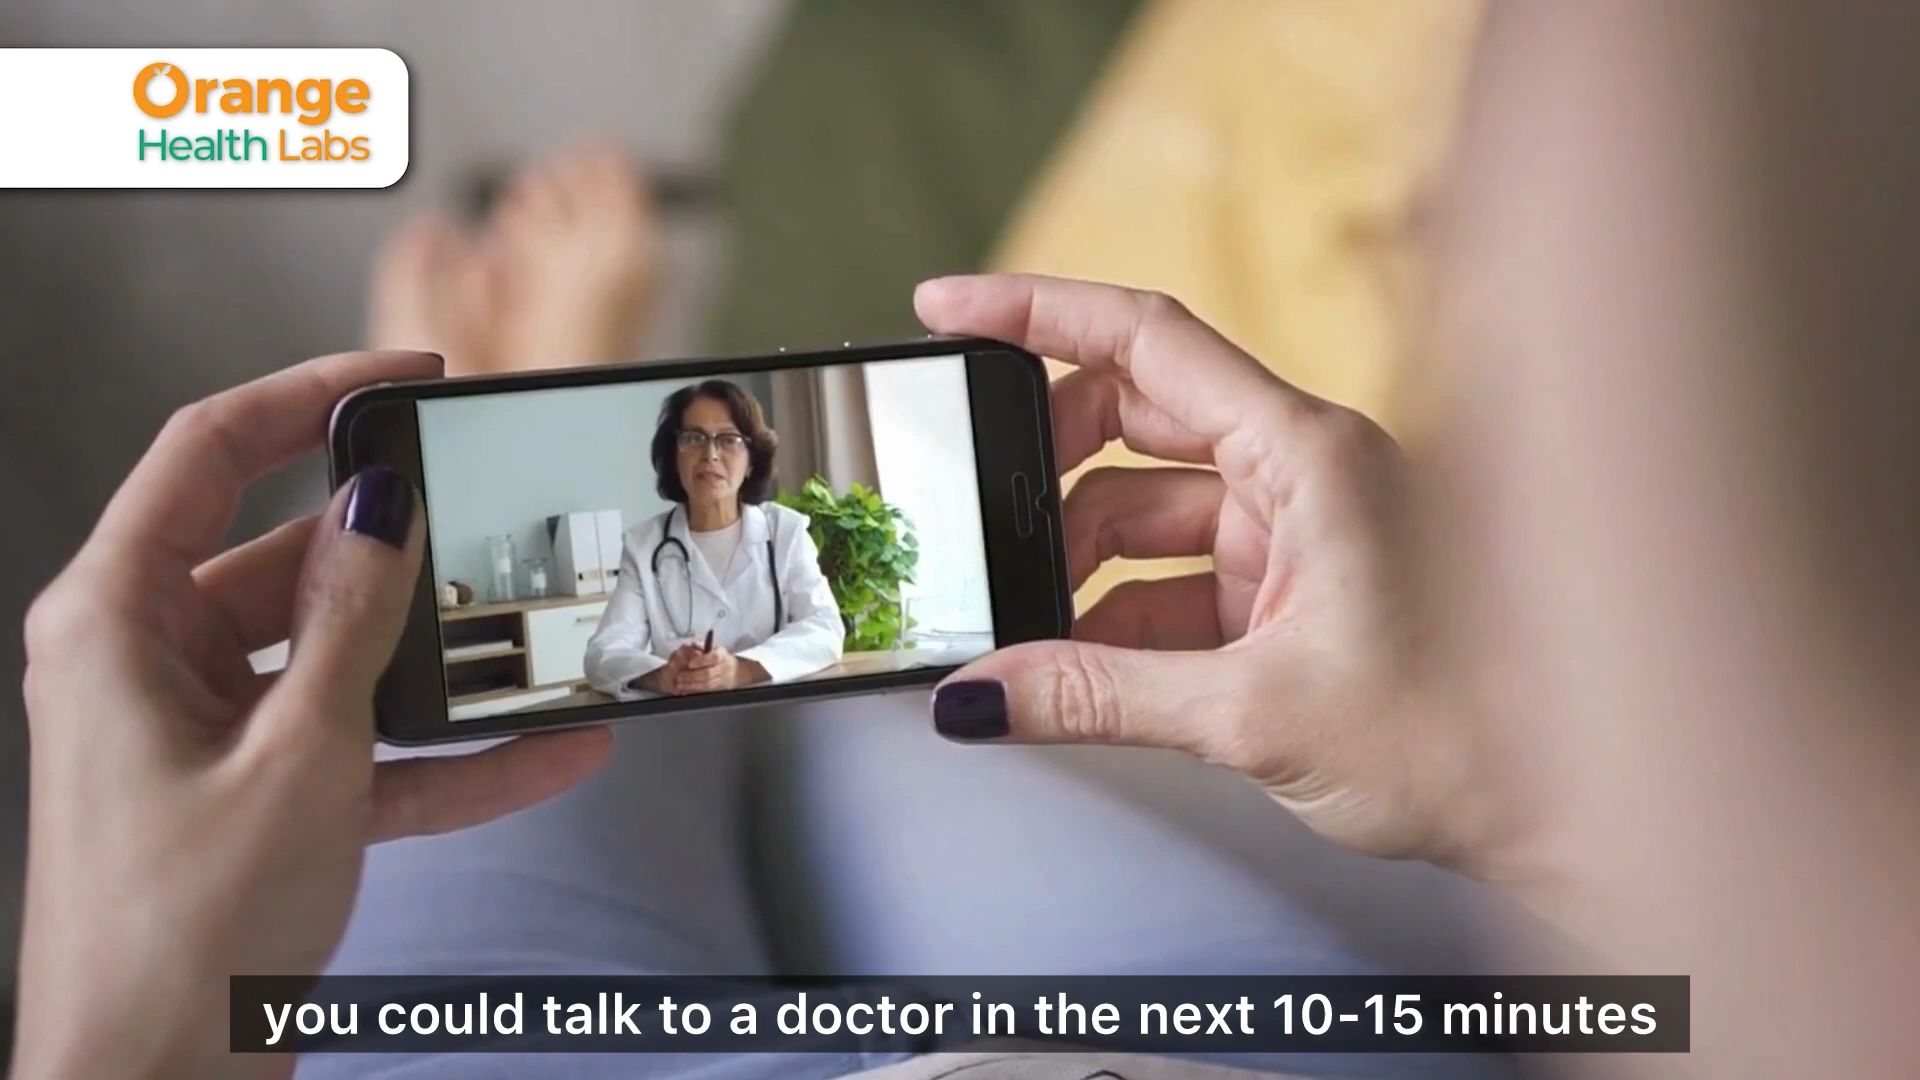 Orange
Health Labs
you could talk to a doctor in the next 10-15 minutes